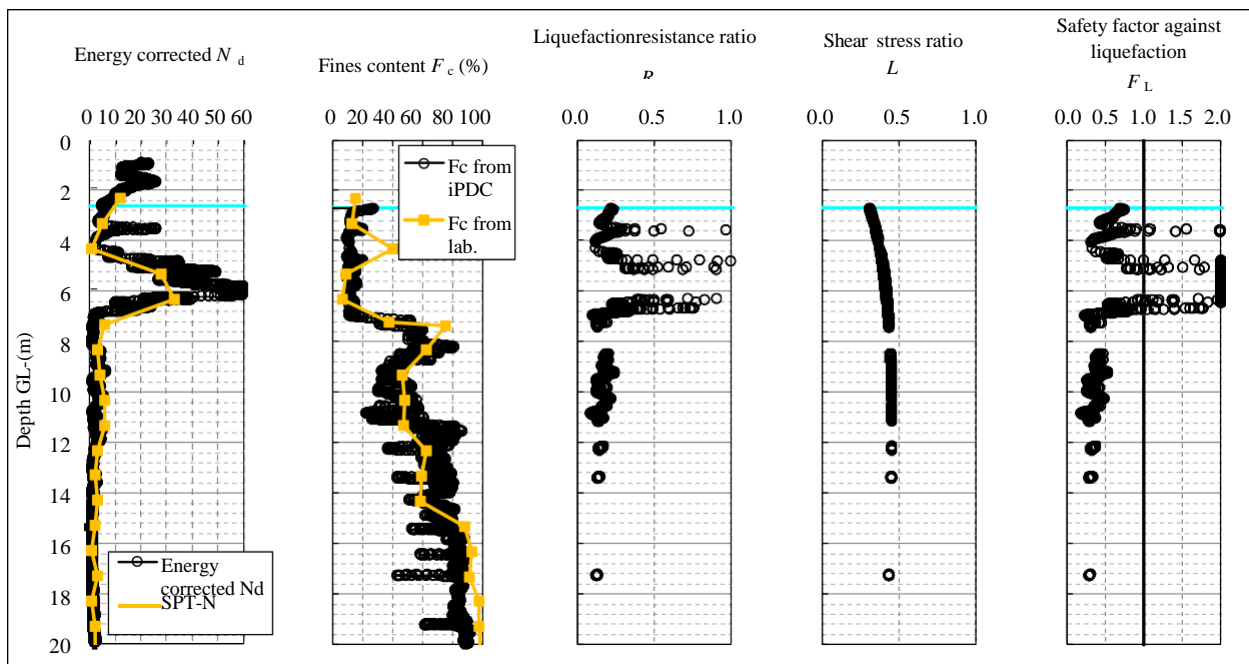 Energy corrected N d
Fines content F c (%)
Liquefactionresistance ratio
R
Shear stress ratio
L
Safety factor against
liquefaction
F L
0 10 20 30 40 50 60
0 20 40 60 80 100
0.0 0.5 1.0
0.0 0.5 1.0
0.0 0.5 1.0 1.5 2.0
Depth GL-(m)
0
2
4
6
8
10
12
14
16
18
20
Fc from
iPDC
Fc from
lab.
Energy
corrected Nd
SPT-N